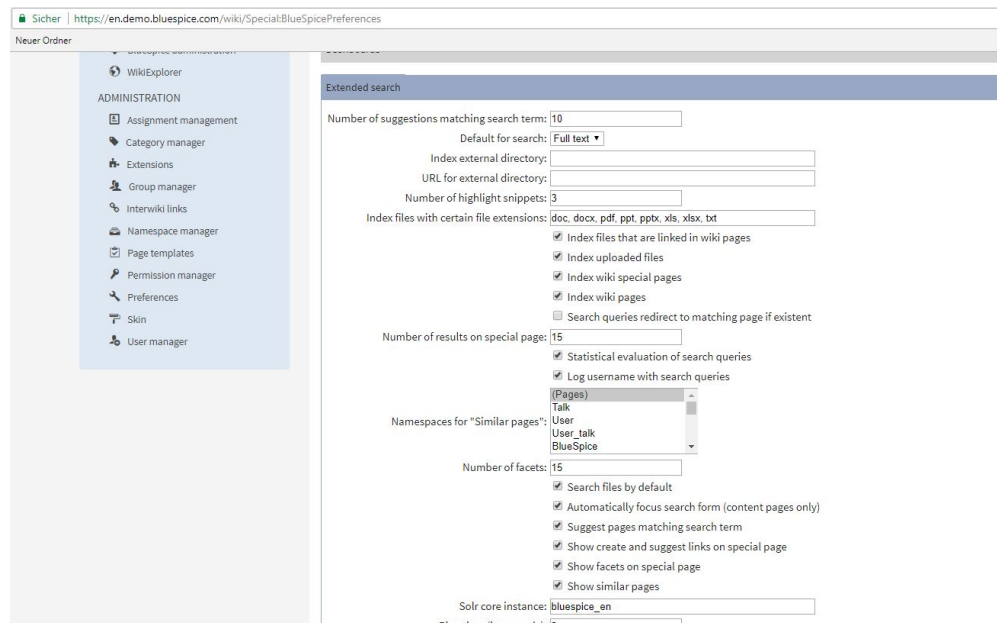 Sicher | https://en.demo.bluespice.com/wiki/Special:BlueSpicePreferences
Neuer Ordner
WikiExplorer
ADMINISTRATION
Assignment management
Category manager
Extensions
Group manager
Interwiki links
Namespace manager
Page templates
Permission manager
Preferences
Skin
User manager
Extended search
Number of suggestions matching search term: 10
Default for search: Full text
Index external directory:
URL for external directory:
Number of highlight snippets: 3
Index files with certain file extensions: doc, docx, pdf, ppt, pptx, xls, xlsx, txt
Index files that are linked in wiki pages
Index uploaded files
Index wiki special pages
Index wiki pages
Search queries redirect to matching page if existent
Number of results on special page: 15
Statistical evaluation of search queries
Log username with search queries
Namespaces for "Similar pages":
(Pages)
Talk
User
User_talk
BlueSpice
Number of facets: 15
Search files by default
Automatically focus search form (content pages only)
Suggest pages matching search term
Show create and suggest links on special page
Show facets on special page
Show similar pages
Solr core instance: bluespice_en